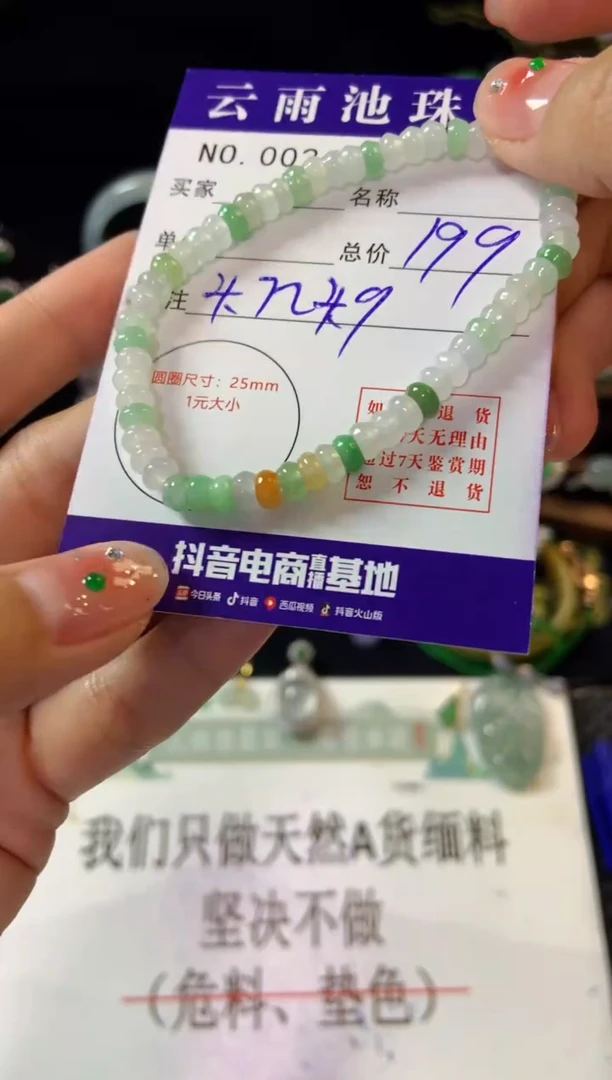 云雨池珠
NO. 002
买家 名称
单 总价 199
注
圆圈尺寸：25mm
1元大小
如 退货
7天无理由
过7天鉴赏期
恕不退货
抖音电商直播基地
今日头条 抖音 西瓜视频 抖音火山版
我们只做天然A货缅料
坚决不做
（危料、垫色）